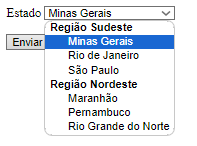 Estado Minas Gerais
Região Sudeste
Minas Gerais
Enviar
Rio de Janeiro
São Paulo
Região Nordeste
Maranhão
Pernambuco
Rio Grande do Norte